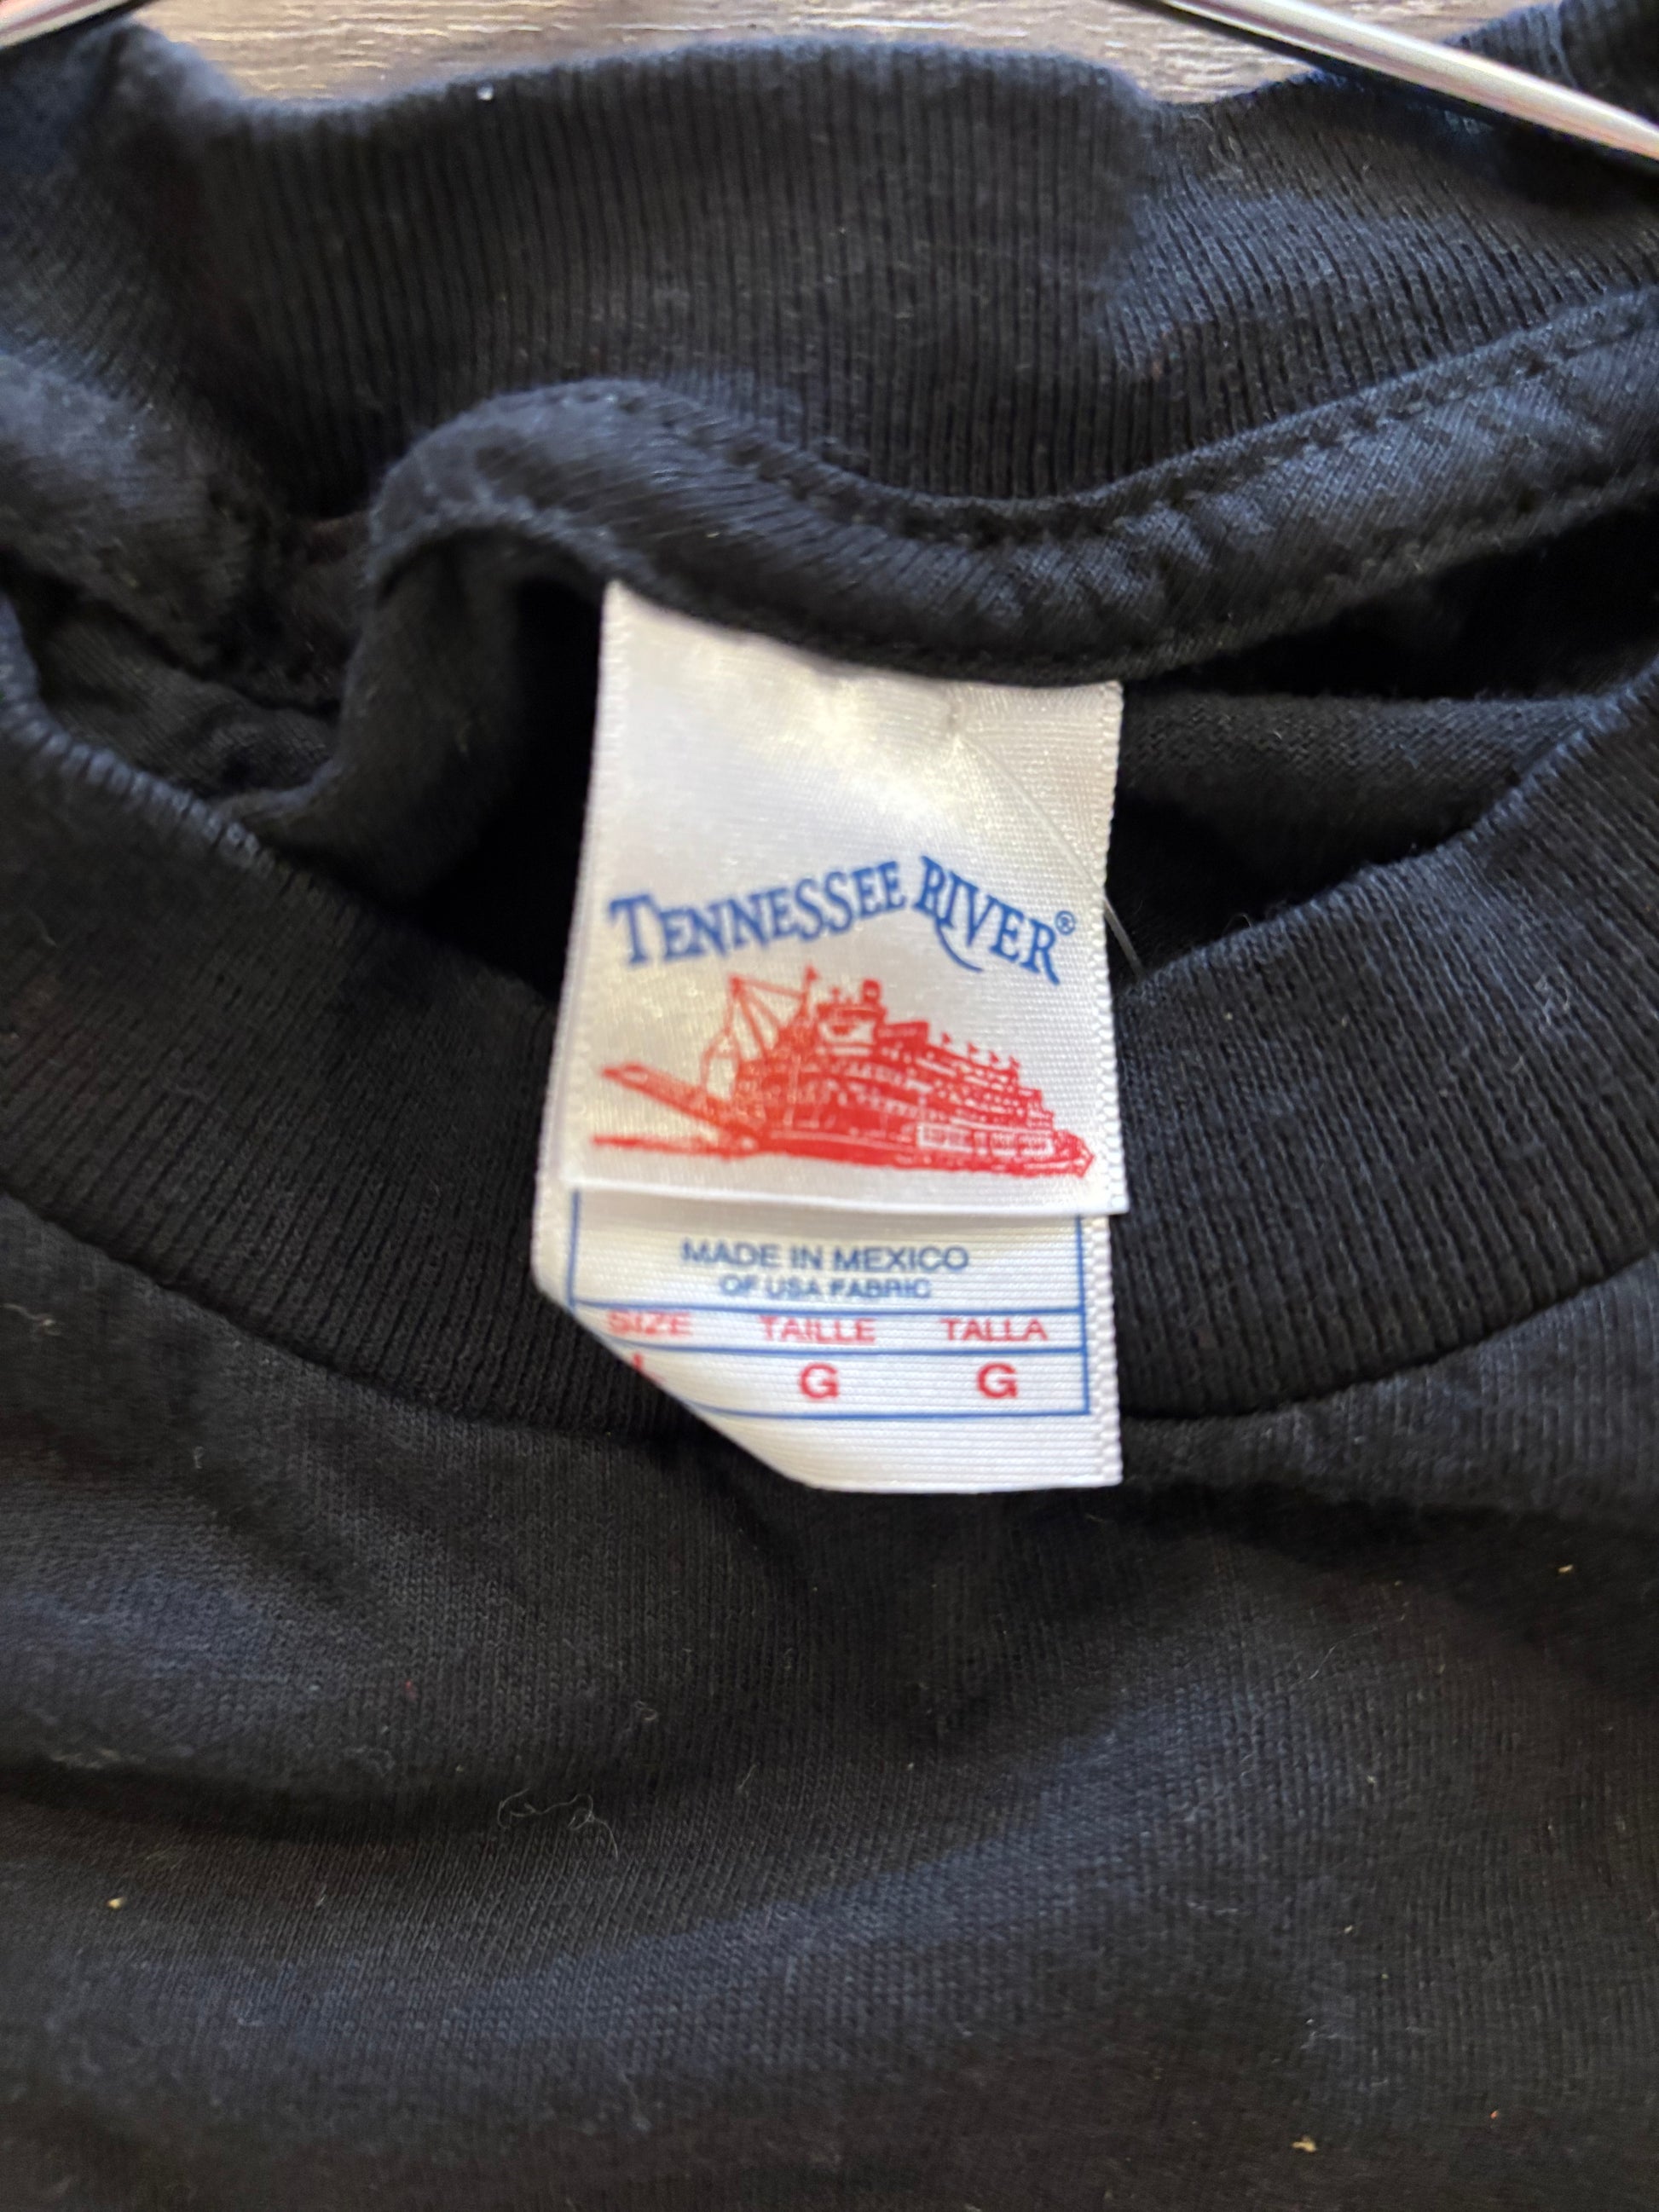 TENNESSEE RIVER®
MADE IN MEXICO
OF USA FABRIC
SIZE TAILLE TALLA
G G